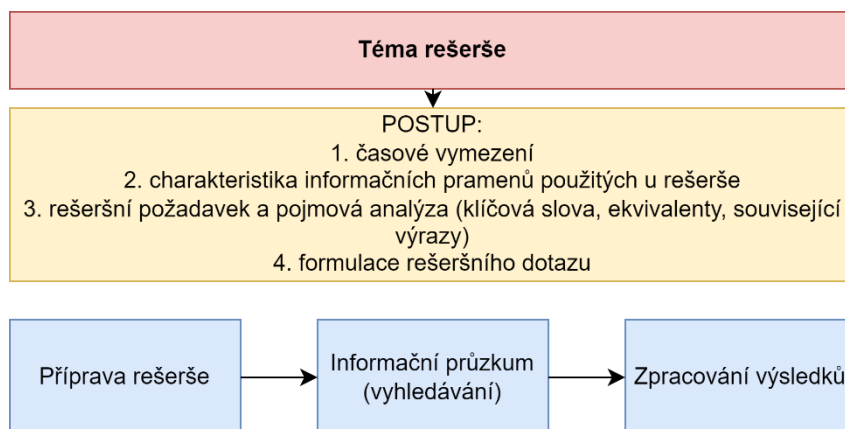 Téma rešerše
POSTUP:
1. časové vymezení
2. charakteristika informačních pramenů použitých u rešerše
3. rešeršní požadavek a pojmová analýza (klíčová slova, ekvivalenty, související
výrazy)
4. formulace rešeršního dotazu
Příprava rešerše
Informační průzkum
(vyhledávání)
Zpracování výsledků